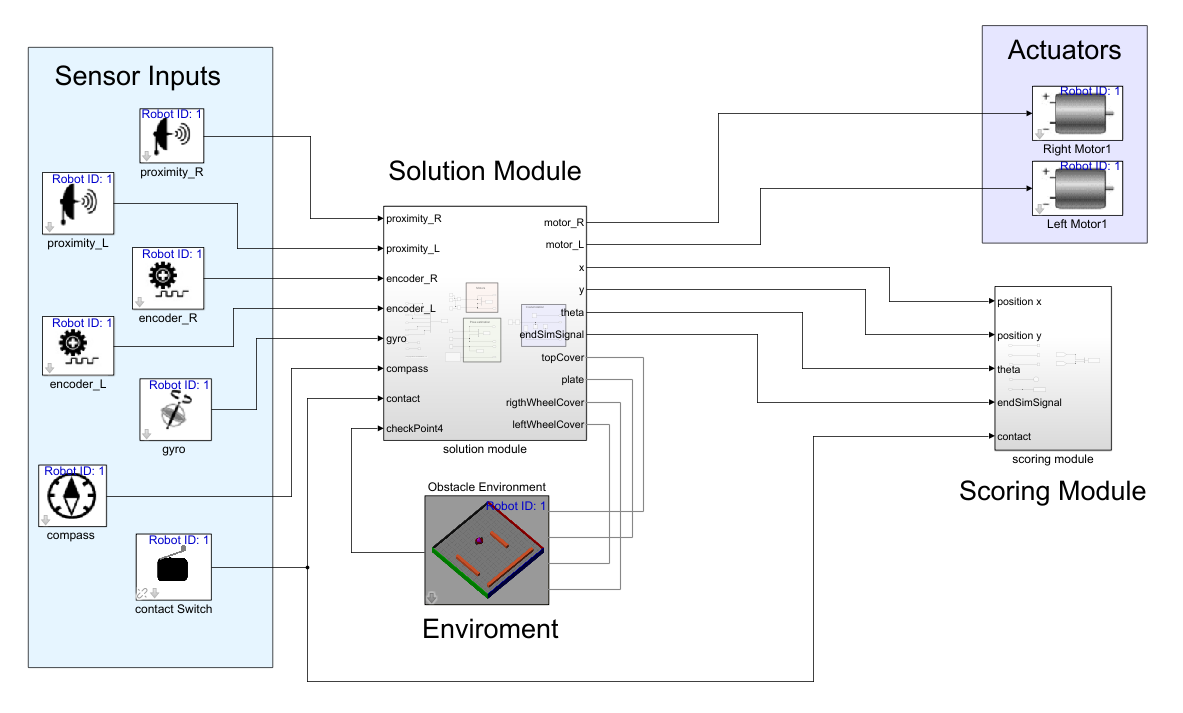 Sensor Inputs
Robot ID: 1
proximity_R
Robot ID: 1
proximity_L
Robot ID: 1
encoder_R
Robot ID: 1
encoder_L
Robot ID: 1
gyro
Robot ID: 1
compass
Robot ID: 1
contact Switch
Solution Module
proximity_R
proximity_L
encoder_R
encoder_L
gyro
compass
contact
checkPoint4
motor_R
motor_L
x
y
theta
endSimSignal
topCover
plate
rigthWheelCover
leftWheelCover
solution module
Obstacle Environment
Robot ID: 1
Enviroment
Actuators
Robot ID: 1
Right Motor1
Robot ID: 1
Left Motor1
position x
position y
theta
endSimSignal
contact
scoring module
Scoring Module